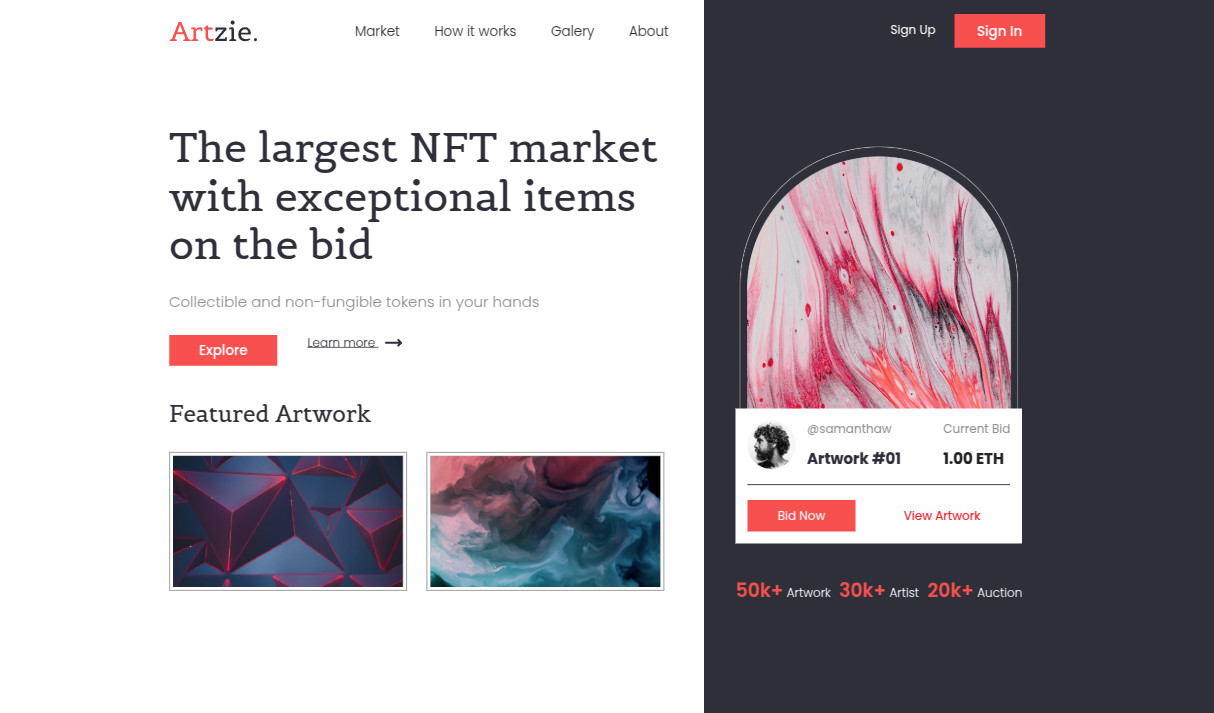 Artzie.
Market
How it works
Galery
About
Sign Up
Sign In
The largest NFT market
with exceptional items
on the bid
Collectible and non-fungible tokens in your hands
Explore
Learn more
Featured Artwork
@samanthaw
Current Bid
Artwork #01
1.00 ETH
Bid Now
View Artwork
50k+ Artwork 30k+ Artist 20k+ Auction